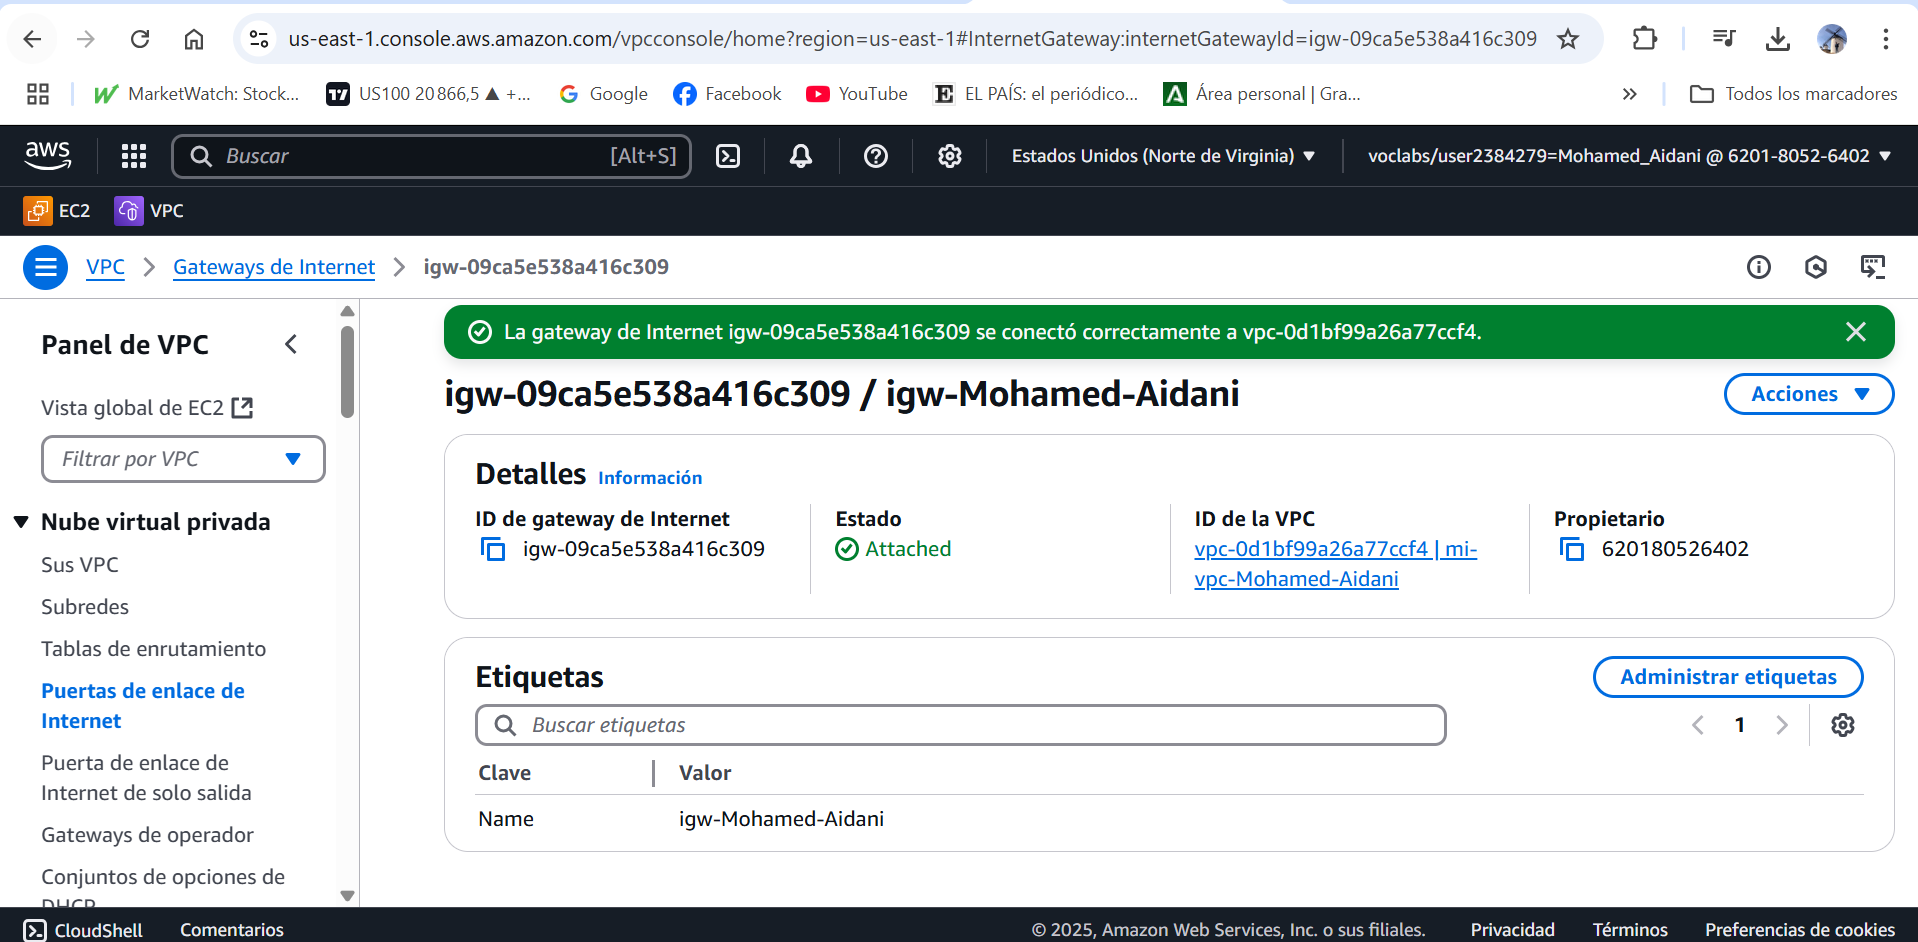 us-east-1.console.aws.amazon.com/vpcconsole/home?region=us-east-1#InternetGateway:internetGatewayId=igw-09ca5e538a416c309
MarketWatch: Stock... US100 20 866,5 ▲ +... Google Facebook YouTube EL PAÍS: el periódico... Área personal | Gra... » Todos los marcadores
aws Buscar [Alt+S] Estados Unidos (Norte de Virginia) ▼ voclabs/user2384279=Mohamed_Aidani @ 6201-8052-6402 ▼
EC2 VPC
VPC > Gateways de Internet > igw-09ca5e538a416c309
Panel de VPC
Vista global de EC2
Filtrar por VPC
Nube virtual privada
Sus VPC
Subredes
Tablas de enrutamiento
Puertas de enlace de
Internet
Puerta de enlace de
Internet de solo salida
Gateways de operador
Conjuntos de opciones de
DHCP
La gateway de Internet igw-09ca5e538a416c309 se conectó correctamente a vpc-0d1bf99a26a77ccf4.
igw-09ca5e538a416c309 / igw-Mohamed-Aidani
Acciones ▼
Detalles Información
ID de gateway de Internet
igw-09ca5e538a416c309
Estado
Attached
ID de la VPC
vpc-0d1bf99a26a77ccf4 | mi-
vpc-Mohamed-Aidani
Propietario
620180526402
Etiquetas
Administrar etiquetas
Buscar etiquetas
1
Clave Valor
Name igw-Mohamed-Aidani
CloudShell Comentarios © 2025, Amazon Web Services, Inc. o sus filiales. Privacidad Términos Preferencias de cookies